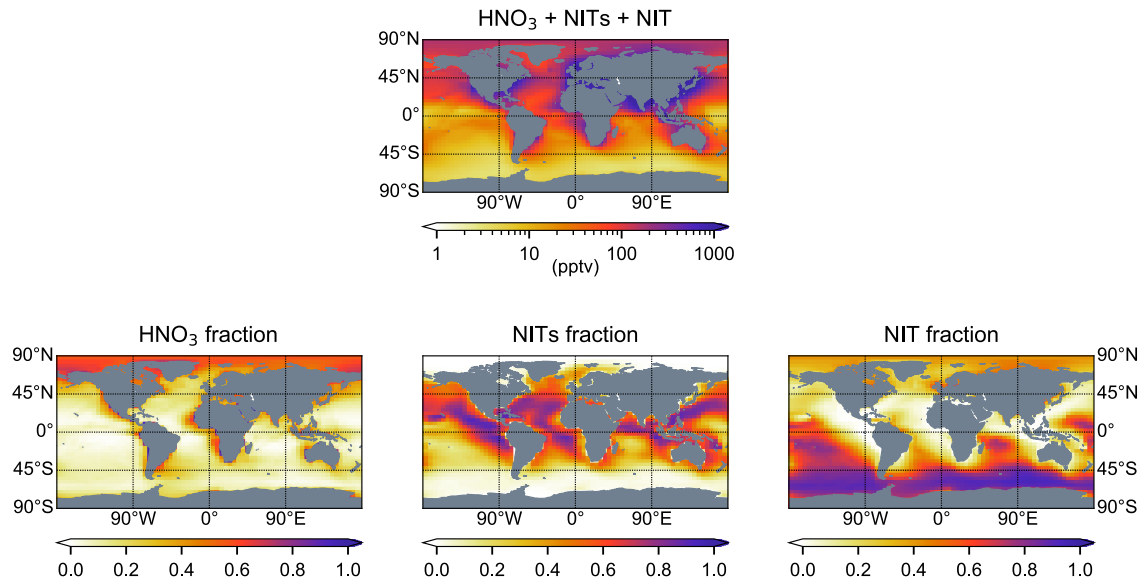 HNO₃ + NITs + NIT
90°N
45°N
0°
45°S
90°S
90°W 0° 90°E
1 10 100 1000
(pptv)
HNO₃ fraction NITs fraction NIT fraction
90°N 90°N
45°N 45°N
0° 0°
45°S 45°S
90°S 90°S
90°W 0° 90°E 90°W 0° 90°E 90°W 0° 90°E
0.0 0.2 0.4 0.6 0.8 1.0 0.0 0.2 0.4 0.6 0.8 1.0 0.0 0.2 0.4 0.6 0.8 1.0